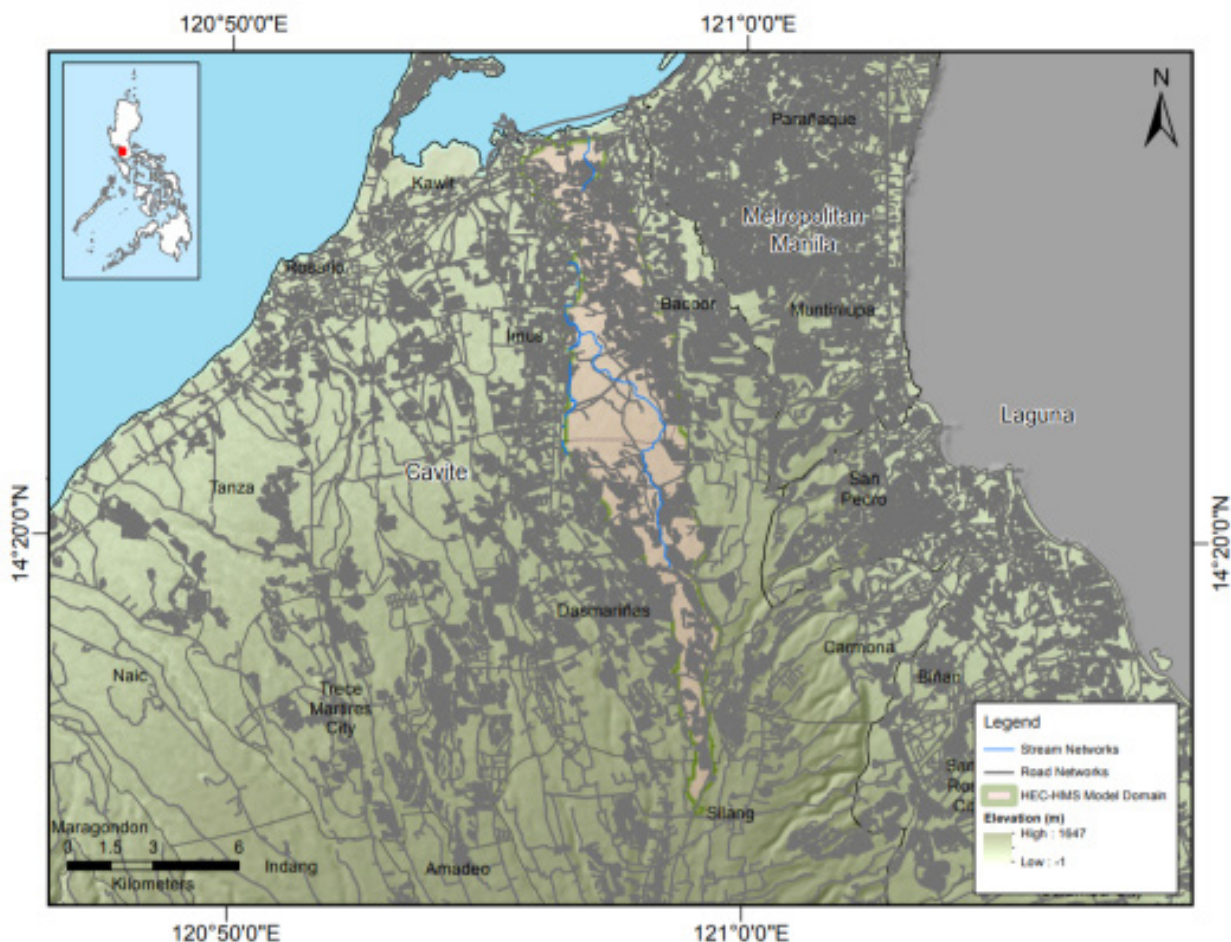 120°50'0"E
121°0'0"E
N
Parañaque
Kawit
Metropolitan
Manila
Rosario
Bacoor
Muntinlupa
Imus
Laguna
Cavite
San
Pedro
Tanza
14°20'0"N
14°20'0"N
Dasmariñas
Carmona
Naic
Biñan
Trece
Martires
City
Legend
Stream Networks
Road Networks
HEC-HMS Model Domain
Elevation (m)
High : 1647
Low : -1
Silang
Maragondon
0 1.5 3 6
Kilometers
Indang
Amadeo
120°50'0"E
121°0'0"E